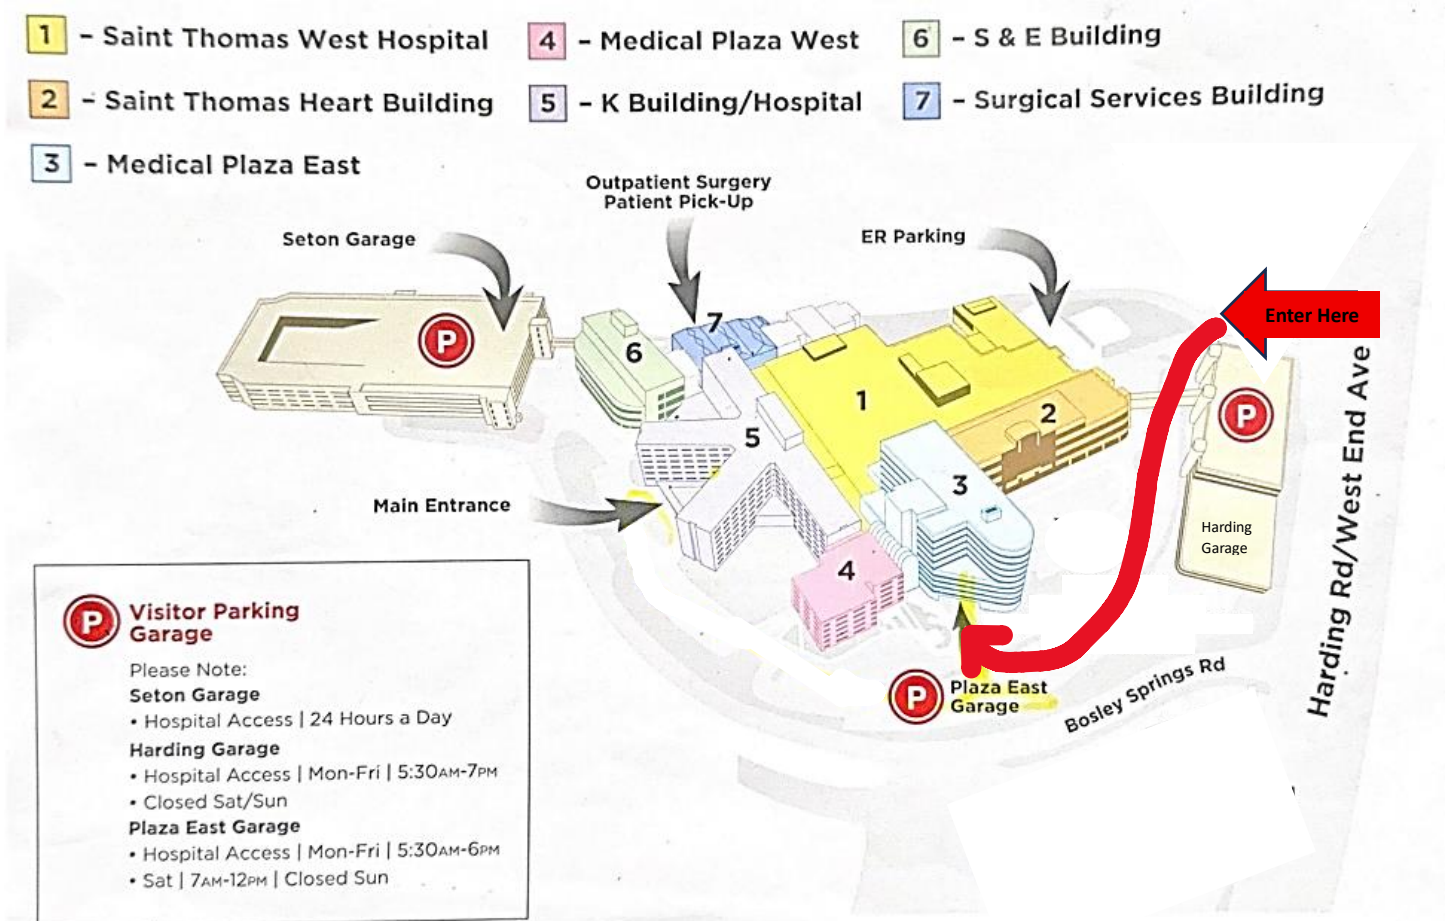 1 – Saint Thomas West Hospital
2 – Saint Thomas Heart Building
3 – Medical Plaza East
4 – Medical Plaza West
5 – K Building/Hospital
6 – S & E Building
7 – Surgical Services Building
Outpatient Surgery
Patient Pick-Up
Seton Garage
ER Parking
Enter Here
P
7
6
1
2
P
5
3
Main Entrance
Harding
Garage
4
Harding Rd/West End Ave
P
Plaza East
Garage
Bosley Springs Rd
P
Visitor Parking
Garage
Please Note:
Seton Garage
• Hospital Access | 24 Hours a Day
Harding Garage
• Hospital Access | Mon-Fri | 5:30AM-7PM
• Closed Sat/Sun
Plaza East Garage
• Hospital Access | Mon-Fri | 5:30AM-6PM
• Sat | 7AM-12PM | Closed Sun